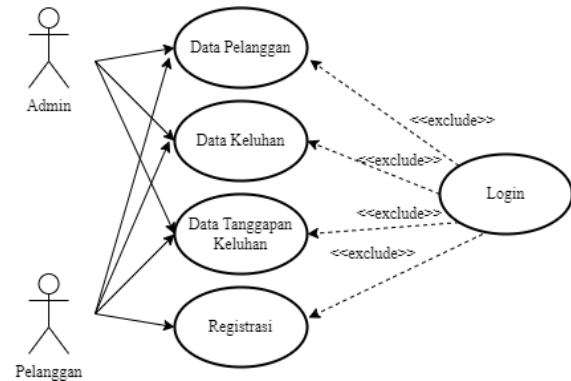 Data Pelanggan
Admin
<<exclude>>
Data Keluhan
<<exclude>>
Login
Data Tanggapan
Keluhan
<<exclude>>
<<exclude>>
Registrasi
Pelanggan